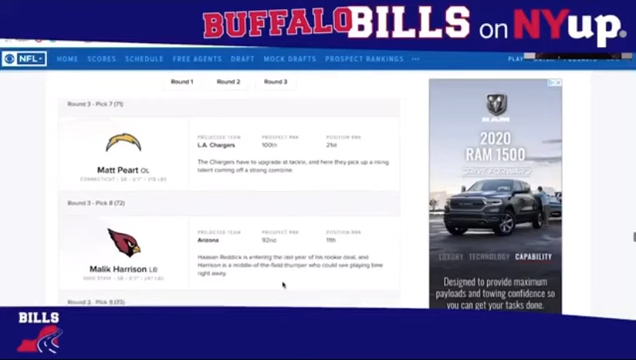 BUFFALO BILLS on NYup.
NFL
HOME SCORES SCHEDULE FREE AGENTS DRAFT MOCK DRAFTS PROSPECT RANKINGS ...
Round 1 Round 2 Round 3
Round 3 - Pick 7 (71)
PROJECTED TEAM PROSPECT RNK POSITION RNK
L.A. Chargers 100th 21st
Matt Peart OL
The Chargers have to upgrade at tackle, and here they pick up a rising
talent coming off a strong combine.
Round 3 - Pick 8 (72)
PROJECTED TEAM PROSPECT RNK POSITION RNK
Arizona 92nd 11th
Malik Harrison LB
Haason Reddick is entering the last year of his rookie deal, and
Harrison is a middle-of-the-field thumper who could see playing time
right away.
RAM
2020
RAM 1500
LUXURY TECHNOLOGY CAPABILITY
Designed to provide maximum
payloads and towing confidence so
you can get your tasks done.
BILLS